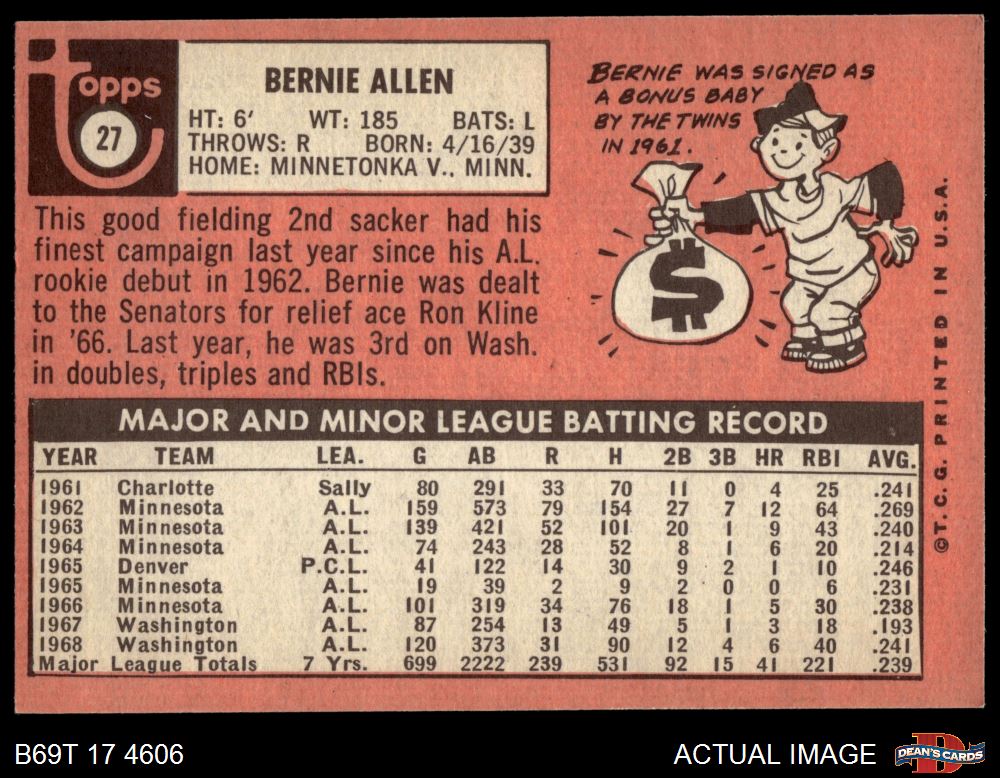 Topps
27
BERNIE ALLEN
HT: 6' WT: 185 BATS: L
THROWS: R BORN: 4/16/39
HOME: MINNETONKA V., MINN.
BERNIE WAS SIGNED AS
A BONUS BABY
BY THE TWINS
IN 1961.
$
This good fielding 2nd sacker had his
finest campaign last year since his A.L.
rookie debut in 1962. Bernie was dealt
to the Senators for relief ace Ron Kline
in '66. Last year, he was 3rd on Wash.
in doubles, triples and RBIs.
MAJOR AND MINOR LEAGUE BATTING RECORD
YEAR TEAM LEA. G AB R H 2B 3B HR RBI AVG.
1961 Charlotte Sally 80 291 33 70 11 0 4 25 .241
1962 Minnesota A.L. 159 573 79 154 27 7 12 64 .269
1963 Minnesota A.L. 139 421 52 101 20 1 9 43 .240
1964 Minnesota A.L. 74 243 28 52 8 1 6 20 .214
1965 Denver P.C.L. 41 122 14 30 9 2 1 10 .246
1965 Minnesota A.L. 19 39 2 9 2 0 0 6 .231
1966 Minnesota A.L. 101 319 34 76 18 1 5 30 .238
1967 Washington A.L. 87 254 13 49 5 1 3 18 .193
1968 Washington A.L. 120 373 31 90 12 4 6 40 .241
Major League Totals 7 Yrs. 699 2222 239 531 92 15 41 221 .239
©T.C.G. PRINTED IN U.S.A.
B69T 17 4606
ACTUAL IMAGE
D
DEAN'S CARDS